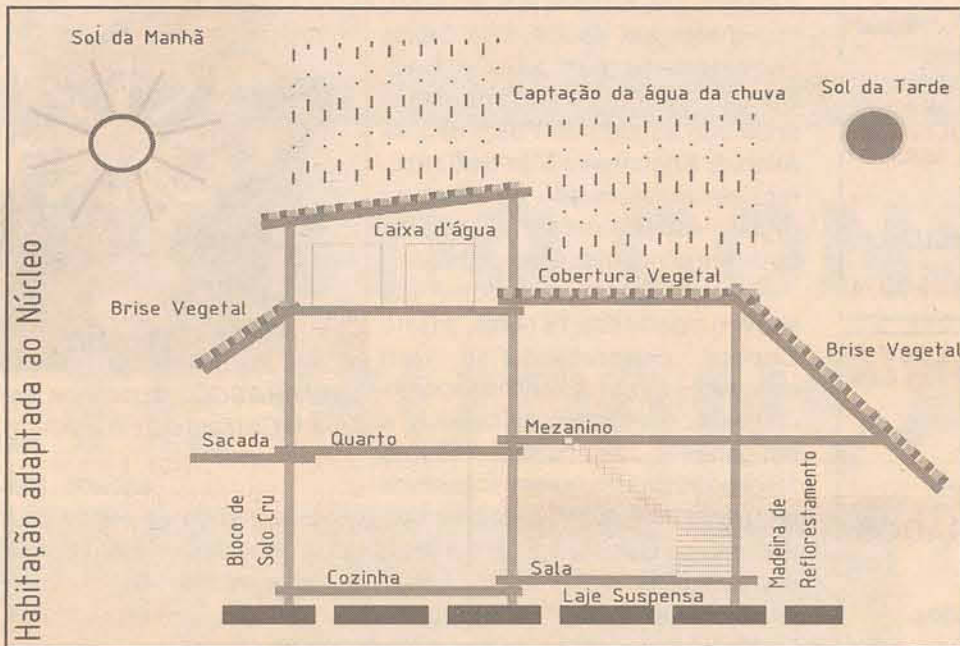 Sol da Manhã
Captação da água da chuva
Sol da Tarde
Caixa d'água
Cobertura Vegetal
Brise Vegetal
Brise Vegetal
Sacada
Quarto
Mezanino
Bloco de
Solo Cru
Madeira de
Reflorestamento
Cozinha
Sala
Laje Suspensa
Habitação adaptada ao Núcleo